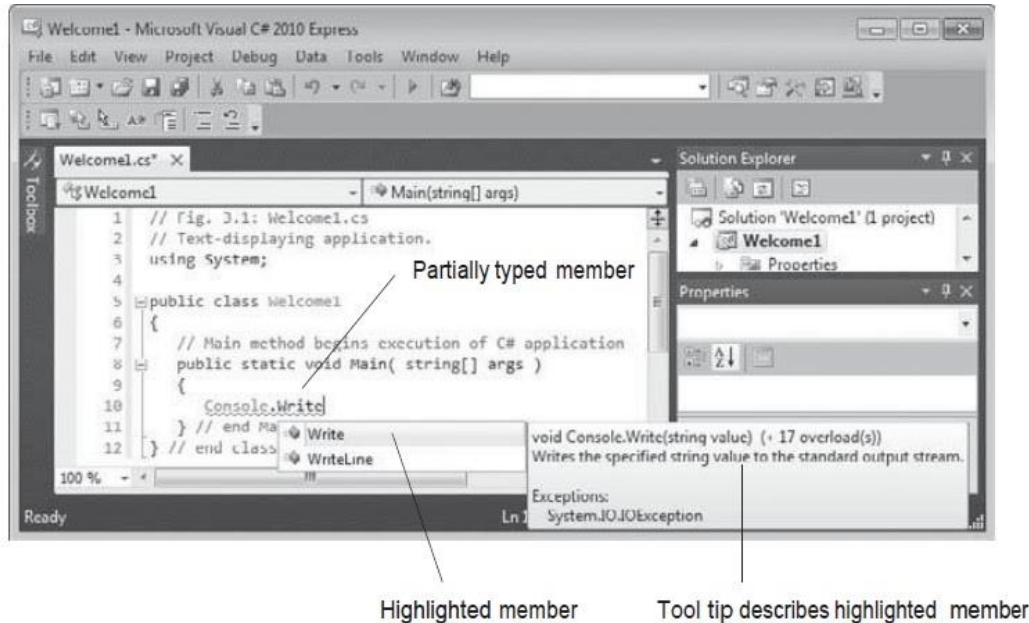 Welcome1 - Microsoft Visual C# 2010 Express
File Edit View Project Debug Data Tools Window Help
Toolbox
Welcome1.cs* ×
Welcome1
Main(string[] args)
1 // Fig. 3.1: Welcome1.cs
2 // Text-displaying application.
3 using System;
4
5 public class Welcome1
6 {
7 // Main method begins execution of C# application
8 public static void Main( string[] args )
9 {
10 Console.Write
11 } // end Ma
12 } // end class
Partially typed member
Write
WriteLine
100 %
Ready
Ln 1
Solution Explorer
Solution 'Welcome1' (1 project)
Welcome1
Properties
Properties
void Console.Write(string value) (+ 17 overload(s))
Writes the specified string value to the standard output stream.
Exceptions:
System.IO.IOException
Highlighted member
Tool tip describes highlighted member